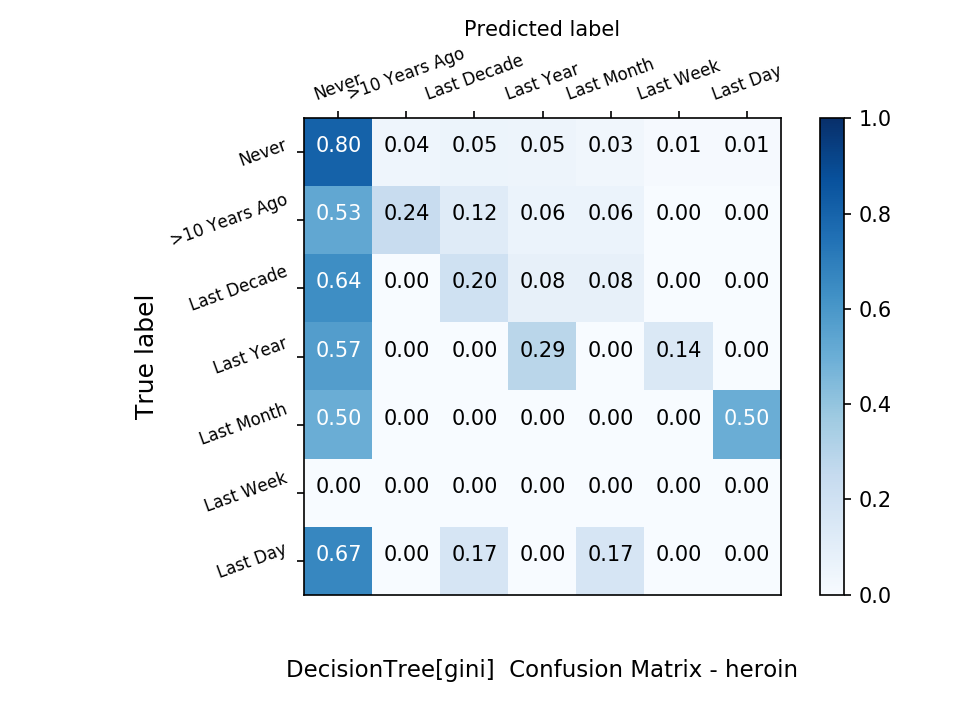 Predicted label
Never >10 Years Ago Last Decade Last Year Last Month Last Week Last Day
True label
Never 0.80 0.04 0.05 0.05 0.03 0.01 0.01
>10 Years Ago 0.53 0.24 0.12 0.06 0.06 0.00 0.00
Last Decade 0.64 0.00 0.20 0.08 0.08 0.00 0.00
Last Year 0.57 0.00 0.00 0.29 0.00 0.14 0.00
Last Month 0.50 0.00 0.00 0.00 0.00 0.00 0.50
Last Week 0.00 0.00 0.00 0.00 0.00 0.00 0.00
Last Day 0.67 0.00 0.17 0.00 0.17 0.00 0.00
1.0
0.8
0.6
0.4
0.2
0.0
DecisionTree[gini]  Confusion Matrix - heroin